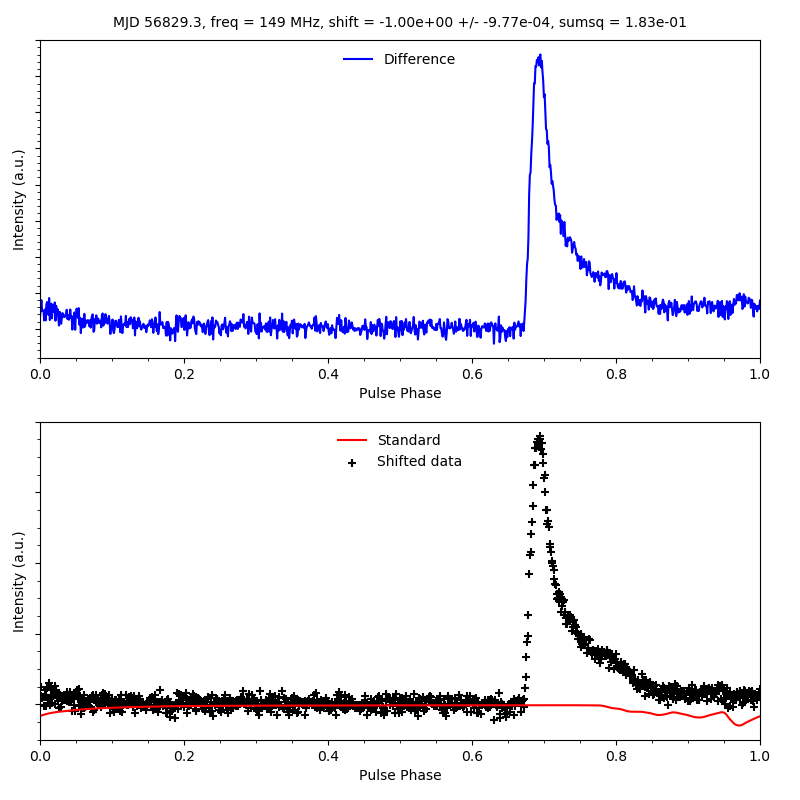 MJD 56829.3, freq = 149 MHz, shift = -1.00e+00 +/- -9.77e-04, sumsq = 1.83e-01
Difference
Intensity (a.u.)
0.0 0.2 0.4 0.6 0.8 1.0
Pulse Phase
Standard
Shifted data
Intensity (a.u.)
0.0 0.2 0.4 0.6 0.8 1.0
Pulse Phase